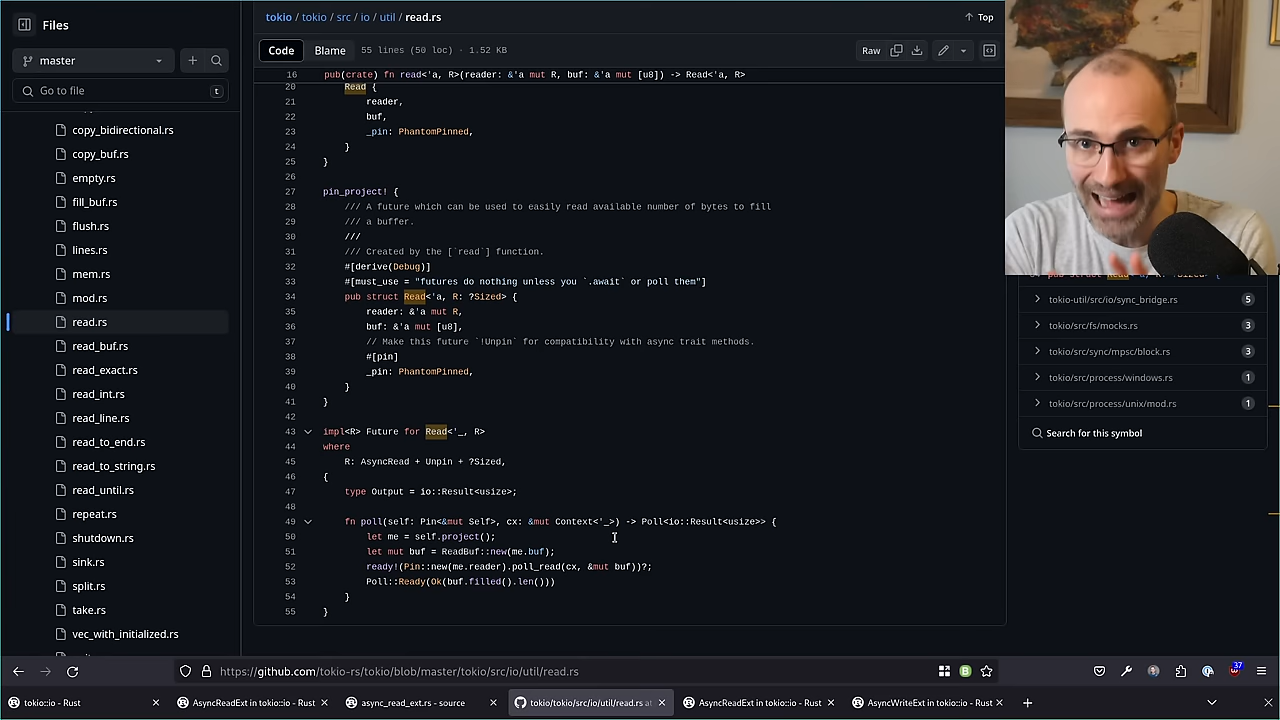 Files
tokio / tokio / src / io / util / read.rs
Top
master
Code Blame 55 lines (50 loc) · 1.52 KB
Raw
Go to file t
copy_bidirectional.rs
copy_buf.rs
empty.rs
fill_buf.rs
flush.rs
lines.rs
mem.rs
mod.rs
read.rs
read_buf.rs
read_exact.rs
read_int.rs
read_line.rs
read_to_end.rs
read_to_string.rs
read_until.rs
repeat.rs
shutdown.rs
sink.rs
split.rs
take.rs
vec_with_initialized.rs
16 pub(crate) fn read<'a, R>(reader: &'a mut R, buf: &'a mut [u8]) -> Read<'a, R>
20 Read {
21 reader,
22 buf,
23 _pin: PhantomPinned,
24 }
25 }
26
27 pin_project! {
28 /// A future which can be used to easily read available number of bytes to fill
29 /// a buffer.
30 ///
31 /// Created by the [`read`] function.
32 #[derive(Debug)]
33 #[must_use = "futures do nothing unless you `.await` or poll them"]
34 pub struct Read<'a, R: ?Sized> {
35 reader: &'a mut R,
36 buf: &'a mut [u8],
37 // Make this future `!Unpin` for compatibility with async trait methods.
38 #[pin]
39 _pin: PhantomPinned,
40 }
41 }
42
43 impl<R> Future for Read<'_, R>
44 where
45 R: AsyncRead + Unpin + ?Sized,
46 {
47 type Output = io::Result<usize>;
48
49 fn poll(self: Pin<&mut Self>, cx: &mut Context<'_>) -> Poll<io::Result<usize>> {
50 let me = self.project();
51 let mut buf = ReadBuf::new(me.buf);
52 ready!(Pin::new(me.reader).poll_read(cx, &mut buf))?;
53 Poll::Ready(Ok(buf.filled().len()))
54 }
55 }
tokio-util/src/io/sync_bridge.rs 5
tokio/src/fs/mocks.rs 3
tokio/src/sync/mpsc/block.rs 3
tokio/src/process/windows.rs 1
tokio/src/process/unix/mod.rs 1
Search for this symbol
https://github.com/tokio-rs/tokio/blob/master/tokio/src/io/util/read.rs
B
37
tokio::io - Rust
AsyncReadExt in tokio::io - Rust
async_read_ext.rs - source
tokio/tokio/src/io/util/read.rs at
AsyncReadExt in tokio::io - Rust
AsyncWriteExt in tokio::io - Rust